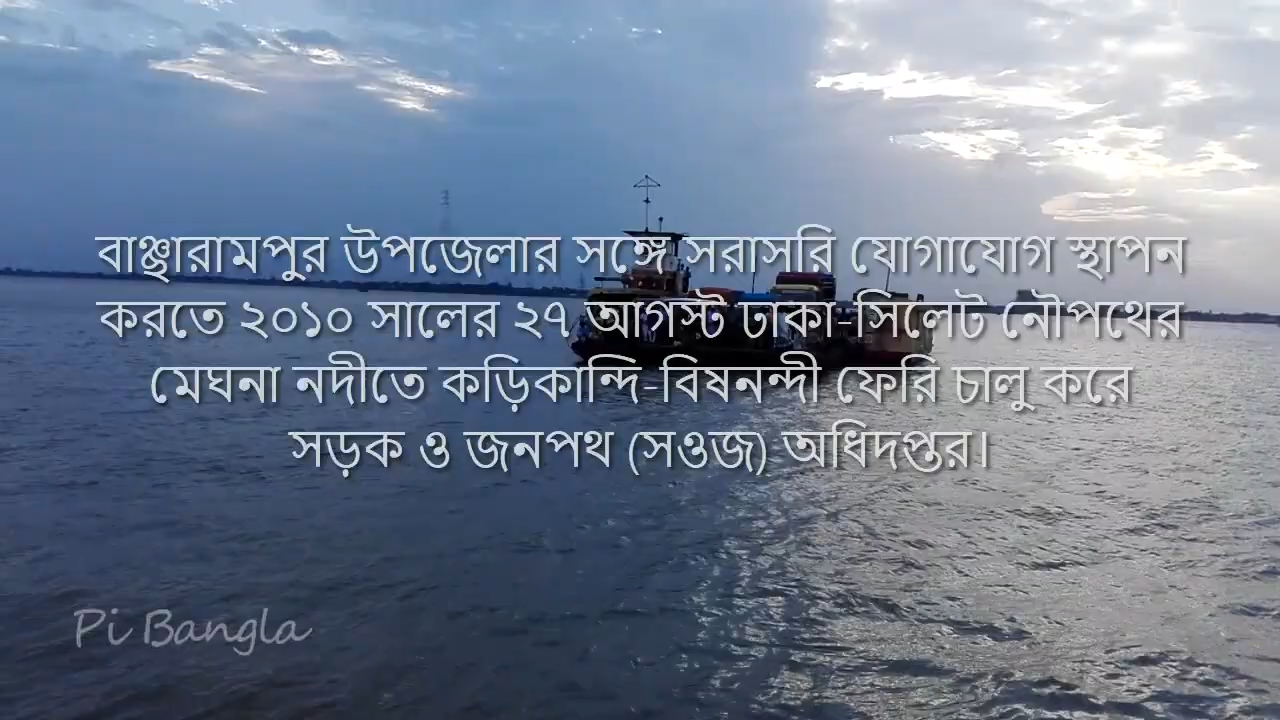 বাঞ্ছারামপুর উপজেলার সঙ্গে সরাসরি যোগাযোগ স্থাপন
করতে ২০১০ সালের ২৭ আগস্ট ঢাকা-সিলেট নৌপথের
মেঘনা নদীতে কড়িকান্দি-বিষনন্দী ফেরি চালু করে
সড়ক ও জনপথ (সওজ) অধিদপ্তর।
Pi Bangla